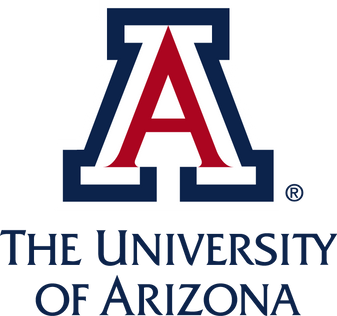 A
®
THE UNIVERSITY
OF ARIZONA